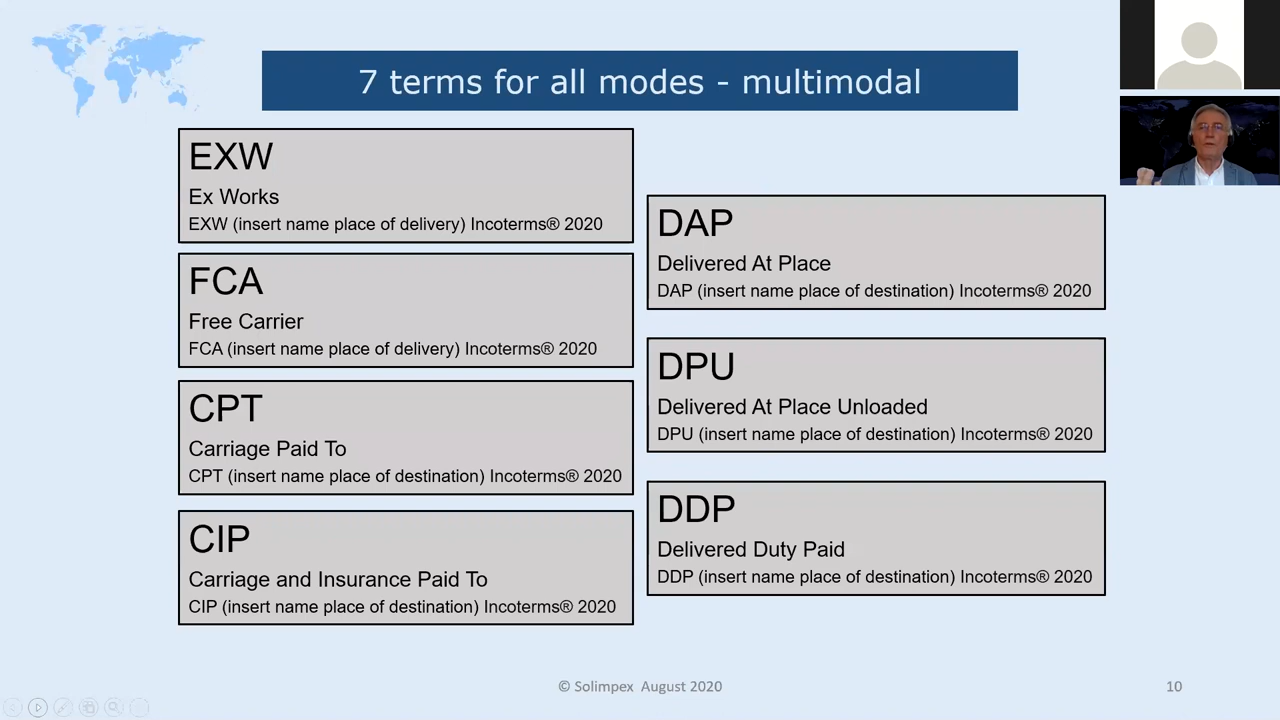 7 terms for all modes - multimodal
EXW
Ex Works
EXW (insert name place of delivery) Incoterms® 2020
FCA
Free Carrier
FCA (insert name place of delivery) Incoterms® 2020
CPT
Carriage Paid To
CPT (insert name place of destination) Incoterms® 2020
CIP
Carriage and Insurance Paid To
CIP (insert name place of destination) Incoterms® 2020
DAP
Delivered At Place
DAP (insert name place of destination) Incoterms® 2020
DPU
Delivered At Place Unloaded
DPU (insert name place of destination) Incoterms® 2020
DDP
Delivered Duty Paid
DDP (insert name place of destination) Incoterms® 2020
© Solimpex August 2020
10